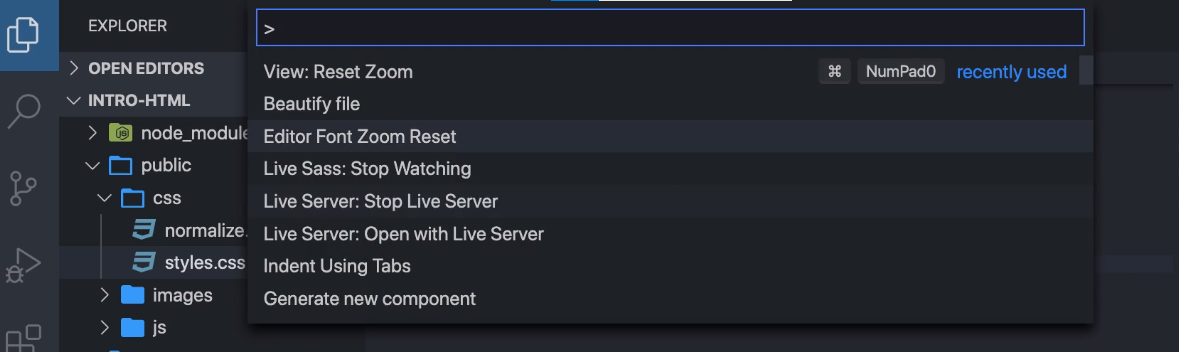 EXPLORER
>
OPEN EDITORS
INTRO-HTML
node_module
public
css
normalize.
styles.css
images
js
View: Reset Zoom
⌘ NumPad0 recently used
Beautify file
Editor Font Zoom Reset
Live Sass: Stop Watching
Live Server: Stop Live Server
Live Server: Open with Live Server
Indent Using Tabs
Generate new component